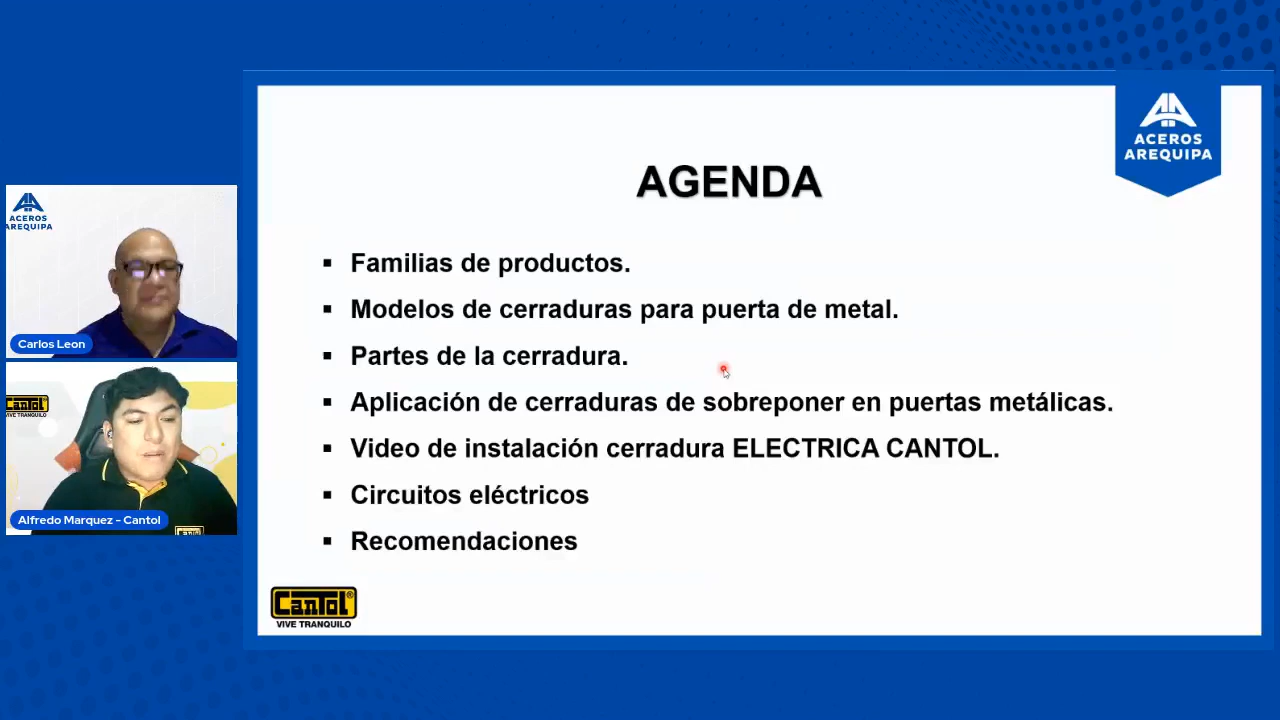 ACEROS
AREQUIPA
AGENDA
▪ Familias de productos.
▪ Modelos de cerraduras para puerta de metal.
▪ Partes de la cerradura.
▪ Aplicación de cerraduras de sobreponer en puertas metálicas.
▪ Video de instalación cerradura ELECTRICA CANTOL.
▪ Circuitos eléctricos
▪ Recomendaciones
CanTol®
VIVE TRANQUILO
ACEROS
AREQUIPA
Carlos Leon
CanTol
VIVE TRANQUILO
CanTol
Alfredo Marquez - Cantol